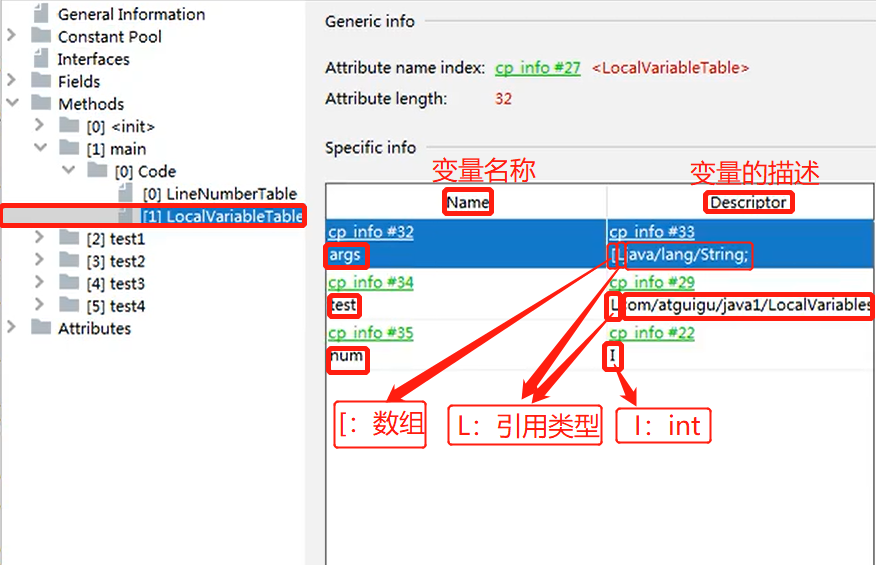 General Information
Constant Pool
Interfaces
Fields
Methods
[0] <init>
[1] main
[0] Code
[0] LineNumberTable
[1] LocalVariableTable
[2] test1
[3] test2
[4] test3
[5] test4
Attributes
Generic info
Attribute name index: cp_info #27 <LocalVariableTable>
Attribute length: 32
Specific info
变量名称 变量的描述
Name Descriptor
cp_info #32 cp_info #33
args [Ljava/lang/String;
cp_info #34 cp_info #29
test Lcom/atguigu/java1/LocalVariables
cp_info #35 cp_info #22
num I
[：数组 L：引用类型 I：int